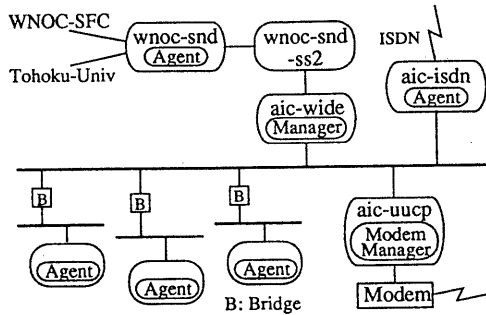 WNOC-SFC
Tohoku-Univ
wnoc-snd
Agent
wnoc-snd
-ss2
ISDN
aic-isdn
Agent
aic-wide
Manager
B
B
B
Agent
Agent
Agent
B: Bridge
aic-uucp
Modem
Manager
Modem